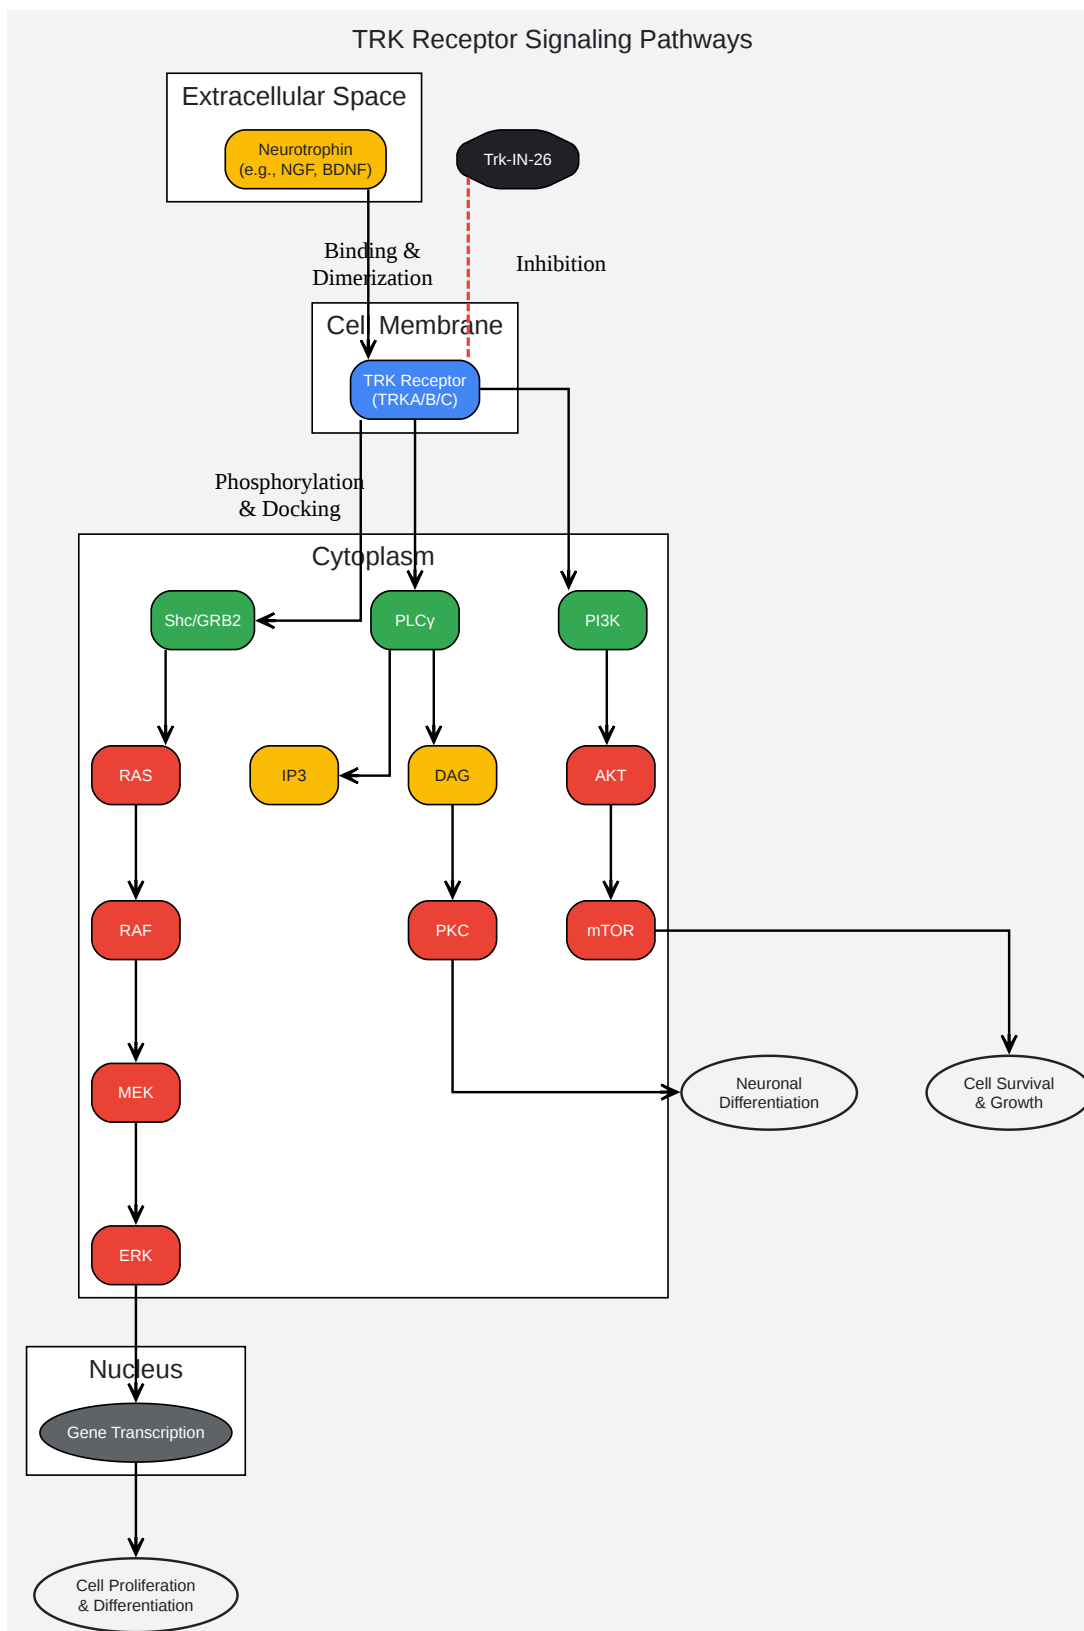 TRK Receptor Signaling Pathways
Extracellular Space
Neurotrophin
(e.g., NGF, BDNF)
Trk-IN-26
Binding &
Dimerization
Inhibition
Cell Membrane
TRK Receptor
(TRKA/B/C)
Phosphorylation
& Docking
Cytoplasm
Shc/GRB2
PLCγ
PI3K
RAS
IP3
DAG
AKT
RAF
PKC
mTOR
MEK
Neuronal
Differentiation
Cell Survival
& Growth
ERK
Nucleus
Gene Transcription
Cell Proliferation
& Differentiation